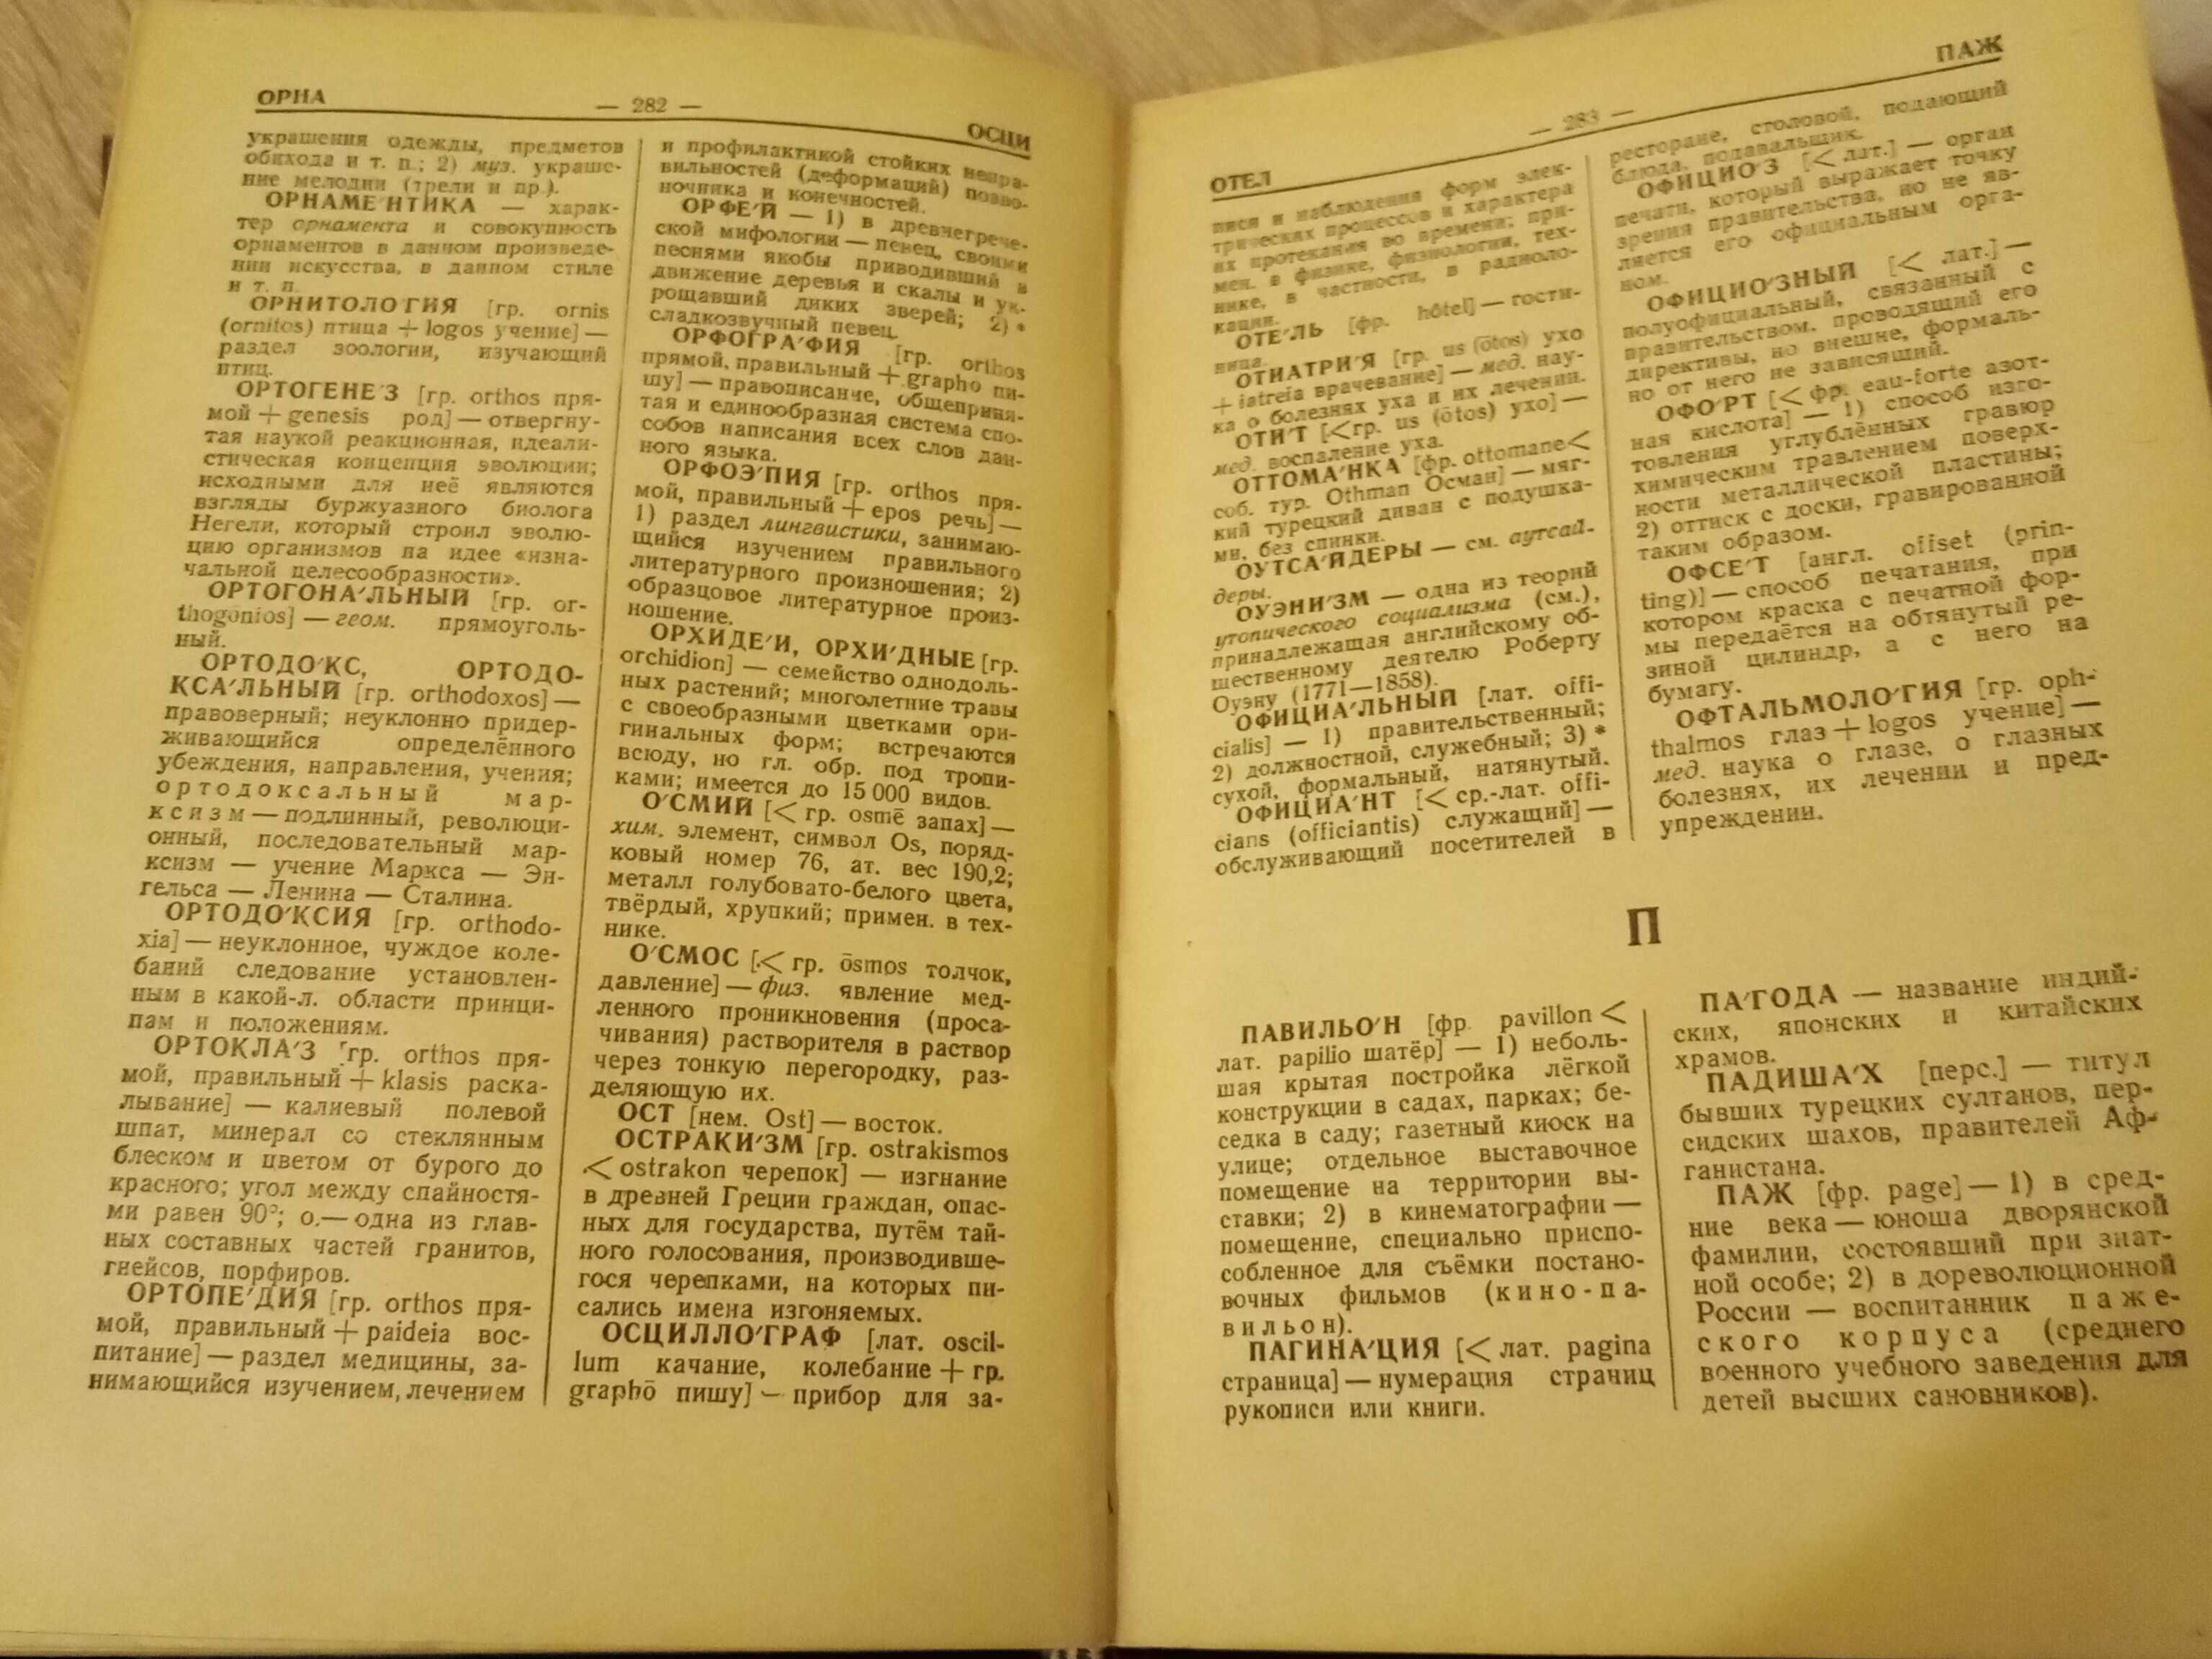 ОРНА
— 282 —
ОСЦИ
украшения одежды, предметов
обихода и т. п.; 2) муз. украше-
ние мелодии (трели и пр.).
ОРНАМЕ′НТИКА — харак-
тер орнамента и совокупность
орнаментов в данном произведе-
нии искусства, в данном стиле
и т. п.
ОРНИТОЛО′ГИЯ [гр. ornis
(ornitos) птица + logos учение] —
раздел зоологии, изучающий
птиц.
ОРТОГЕНЕ′З [гр. orthos пря-
мой + genesis род] — отвергну-
тая наукой реакционная, идеали-
стическая концепция эволюции;
исходными для неё являются
взгляды буржуазного биолога
Негели, который строил эволю-
цию организмов на идее «изна-
чальной целесообразности».
ОРТОГОНА′ЛЬНЫЙ [гр. or-
thogōnios] — геом. прямоуголь-
ный.
ОРТОДО′КС, ОРТОДО-
КСА′ЛЬНЫЙ [гр. orthodoxos] —
правоверный; неуклонно придер-
живающийся определённого
убеждения, направления, учения;
ортодоксальный мар-
ксизм — подлинный, революци-
онный, последовательный мар-
ксизм — учение Маркса — Эн-
гельса — Ленина — Сталина.
ОРТОДО′КСИЯ [гр. orthodo-
xia] — неуклонное, чуждое коле-
баний следование установлен-
ным в какой-л. области принци-
пам и положениям.
ОРТОКЛА′З [гр. orthos пря-
мой, правильный + klasis раска-
лывание] — калиевый полевой
шпат, минерал со стеклянным
блеском и цветом от бурого до
красного; угол между спайностя-
ми равен 90°; о.— одна из глав-
ных составных частей гранитов,
гнейсов, порфиров.
ОРТОПЕ′ДИЯ [гр. orthos пря-
мой, правильный + paideia вос-
питание] — раздел медицины, за-
нимающийся изучением, лечением
и профилактикой стойких непра-
вильностей (деформаций) позво-
ночника и конечностей.
ОРФЕ′Й — 1) в древнегрече-
ской мифологии — певец, своими
песнями якобы приводивший в
движение деревья и скалы и ук-
рощавший диких зверей; 2) *
сладкозвучный певец.
ОРФОГРА′ФИЯ [гр. orthos
прямой, правильный + grapho пи-
шу] — правописание, общеприня-
тая и единообразная система спо-
собов написания всех слов дан-
ного языка.
ОРФОЭ′ПИЯ [гр. orthos пря-
мой, правильный + epos речь] —
1) раздел лингвистики, занимаю-
щийся изучением правильного
литературного произношения; 2)
образцовое литературное произ-
ношение.
ОРХИДЕ′И, ОРХИ′ДНЫЕ [гр.
orchidion] — семейство однодоль-
ных растений; многолетние травы
с своеобразными цветками ори-
гинальных форм; встречаются
всюду, но гл. обр. под тропи-
ками; имеется до 15 000 видов.
О′СМИЙ [< гр. osmē запах] —
хим. элемент, символ Os, поряд-
ковый номер 76, ат. вес 190,2;
металл голубовато-белого цвета,
твёрдый, хрупкий; примен. в тех-
нике.
О′СМОС [< гр. ōsmos толчок,
давление] — физ. явление мед-
ленного проникновения (проса-
чивания) растворителя в раствор
через тонкую перегородку, раз-
деляющую их.
ОСТ [нем. Ost] — восток.
ОСТРАКИ′ЗМ [гр. ostrakismos
< ostrakon черепок] — изгнание
в древней Греции граждан, опас-
ных для государства, путём тай-
ного голосования, производивше-
гося черепками, на которых пи-
сались имена изгоняемых.
ОСЦИЛЛО′ГРАФ [лат. oscil-
lum качание, колебание + гр.
graphō пишу] — прибор для за-
ОТЕЛ
— 283 —
ПАЖ
писи и наблюдения форм элек-
трических процессов и характера
их протекания во времени; при-
мен. в физике, физиологии, тех-
нике, в частности, в радиоло-
кации.
ОТЕ′ЛЬ [фр. hôtel] — гости-
ница.
ОТИАТРИ′Я [гр. us (ōtos) ухо
+ iatreia врачевание] — мед. нау-
ка о болезнях уха и их лечении.
ОТИ′Т [< гр. us (ōtos) ухо] —
мед. воспаление уха.
ОТТОМА′НКА [фр. ottomane <
соб. тур. Othman Осман] — мяг-
кий турецкий диван с подушка-
ми, без спинки.
ОУТСА′ЙДЕРЫ — см. аутсай-
деры.
ОУЭНИ′ЗМ — одна из теорий
утопического социализма (см.),
принадлежащая английскому об-
щественному деятелю Роберту
Оуэну (1771—1858).
ОФИЦИА′ЛЬНЫЙ [лат. offi-
cialis] — 1) правительственный;
2) должностной, служебный; 3) *
сухой, формальный, натянутый.
ОФИЦИА′НТ [< ср.-лат. offi-
cians (officiantis) служащий] —
обслуживающий посетителей в
ресторане, столовой, подающий
блюда, подавальщик.
ОФИЦИО′З [< лат.] — орган
печати, который выражает точку
зрения правительства, но не яв-
ляется его официальным орга-
ном.
ОФИЦИО′ЗНЫЙ [< лат.] —
полуофициальный, связанный с
правительством, проводящий его
директивы, но внешне, формаль-
но от него не зависящий.
ОФО′РТ [< фр. eau-forte азот-
ная кислота] — 1) способ изго-
товления углублённых гравюр
химическим травлением поверх-
ности металлической пластины;
2) оттиск с доски, гравированной
таким образом.
ОФСЕ′Т [англ. offset (prin-
ting)] — способ печатания, при
котором краска с печатной фор-
мы передаётся на обтянутый ре-
зиной цилиндр, а с него на
бумагу.
ОФТАЛЬМОЛО′ГИЯ [гр. oph-
thalmos глаз + logos учение] —
мед. наука о глазе, о глазных
болезнях, их лечении и пред-
упреждении.
П
ПАВИЛЬО′Н [фр. pavillon <
лат. papilio шатёр] — 1) неболь-
шая крытая постройка лёгкой
конструкции в садах, парках; бе-
седка в саду; газетный киоск на
улице; отдельное выставочное
помещение на территории вы-
ставки; 2) в кинематографии —
помещение, специально приспо-
собленное для съёмки постано-
вочных фильмов (кино-па-
вильон).
ПАГИНА′ЦИЯ [< лат. pagina
страница] — нумерация страниц
рукописи или книги.
ПА′ГОДА — название индий-
ских, японских и китайских
храмов.
ПАДИША′Х [перс.] — титул
бывших турецких султанов, пер-
сидских шахов, правителей Аф-
ганистана.
ПАЖ [фр. page] — 1) в сред-
ние века — юноша дворянской
фамилии, состоявший при знат-
ной особе; 2) в дореволюционной
России — воспитанник паже-
ского корпуса (среднего
военного учебного заведения для
детей высших сановников).